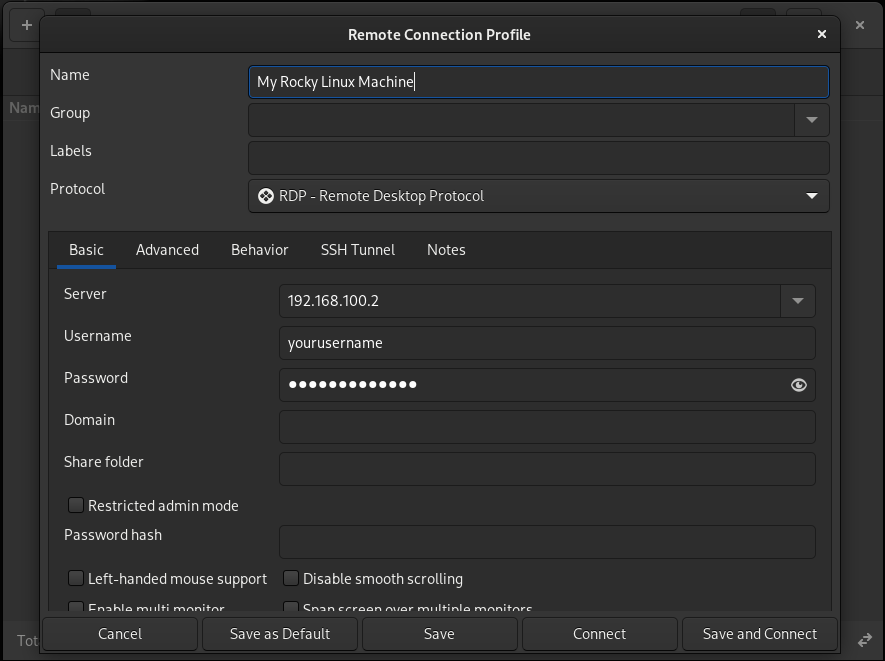 Remote Connection Profile
Name
My Rocky Linux Machine
Nam
Group
Labels
Protocol
RDP - Remote Desktop Protocol
Basic Advanced Behavior SSH Tunnel Notes
Server
192.168.100.2
Username
yourusername
Password
Domain
Share folder
Restricted admin mode
Password hash
Left-handed mouse support Disable smooth scrolling
Enable multi monitor Span screen over multiple monitors
Tot
Cancel Save as Default Save Connect Save and Connect